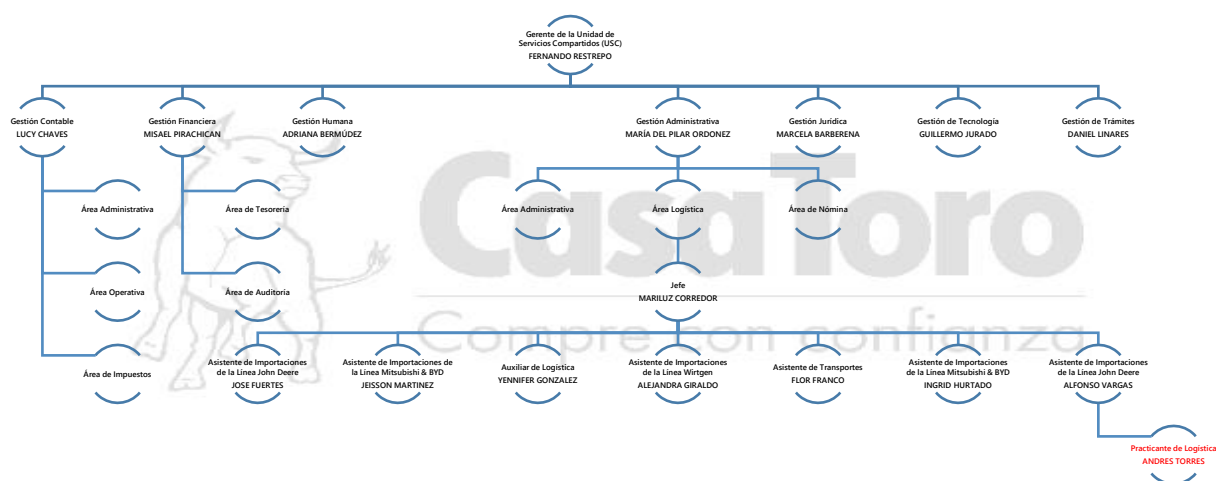 Gerente de la Unidad de
Servicios Compartidos (USC)
FERNANDO RESTREPO
Gestión Contable
LUCY CHAVES
Gestión Financiera
MISAEL PIRACHICAN
Gestión Humana
ADRIANA BERMÚDEZ
Gestión Administrativa
MARÍA DEL PILAR ORDONEZ
Gestión Jurídica
MARCELA BARBERENA
Gestión de Tecnología
GUILLERMO JURADO
Gestión de Trámites
DANIEL LINARES
Área Administrativa
Área de Tesorería
Área Administrativa
Área Logística
Área de Nómina
CasaToro
Área Operativa
Área de Auditoría
Jefe
MARILUZ CORREDOR
Compre con confianza
Área de Impuestos
Asistente de Importaciones
de la Línea John Deere
JOSE FUERTES
Asistente de Importaciones de
la Línea Mitsubishi & BYD
JEISSON MARTINEZ
Auxiliar de Logística
YENNIFER GONZALEZ
Asistente de Importaciones
de la Línea Wirtgen
ALEJANDRA GIRALDO
Asistente de Transportes
FLOR FRANCO
Asistente de Importaciones
de la Línea Mitsubishi & BYD
INGRID HURTADO
Asistente de Importaciones
de la Línea John Deere
ALFONSO VARGAS
Practicante de Logística
ANDRES TORRES